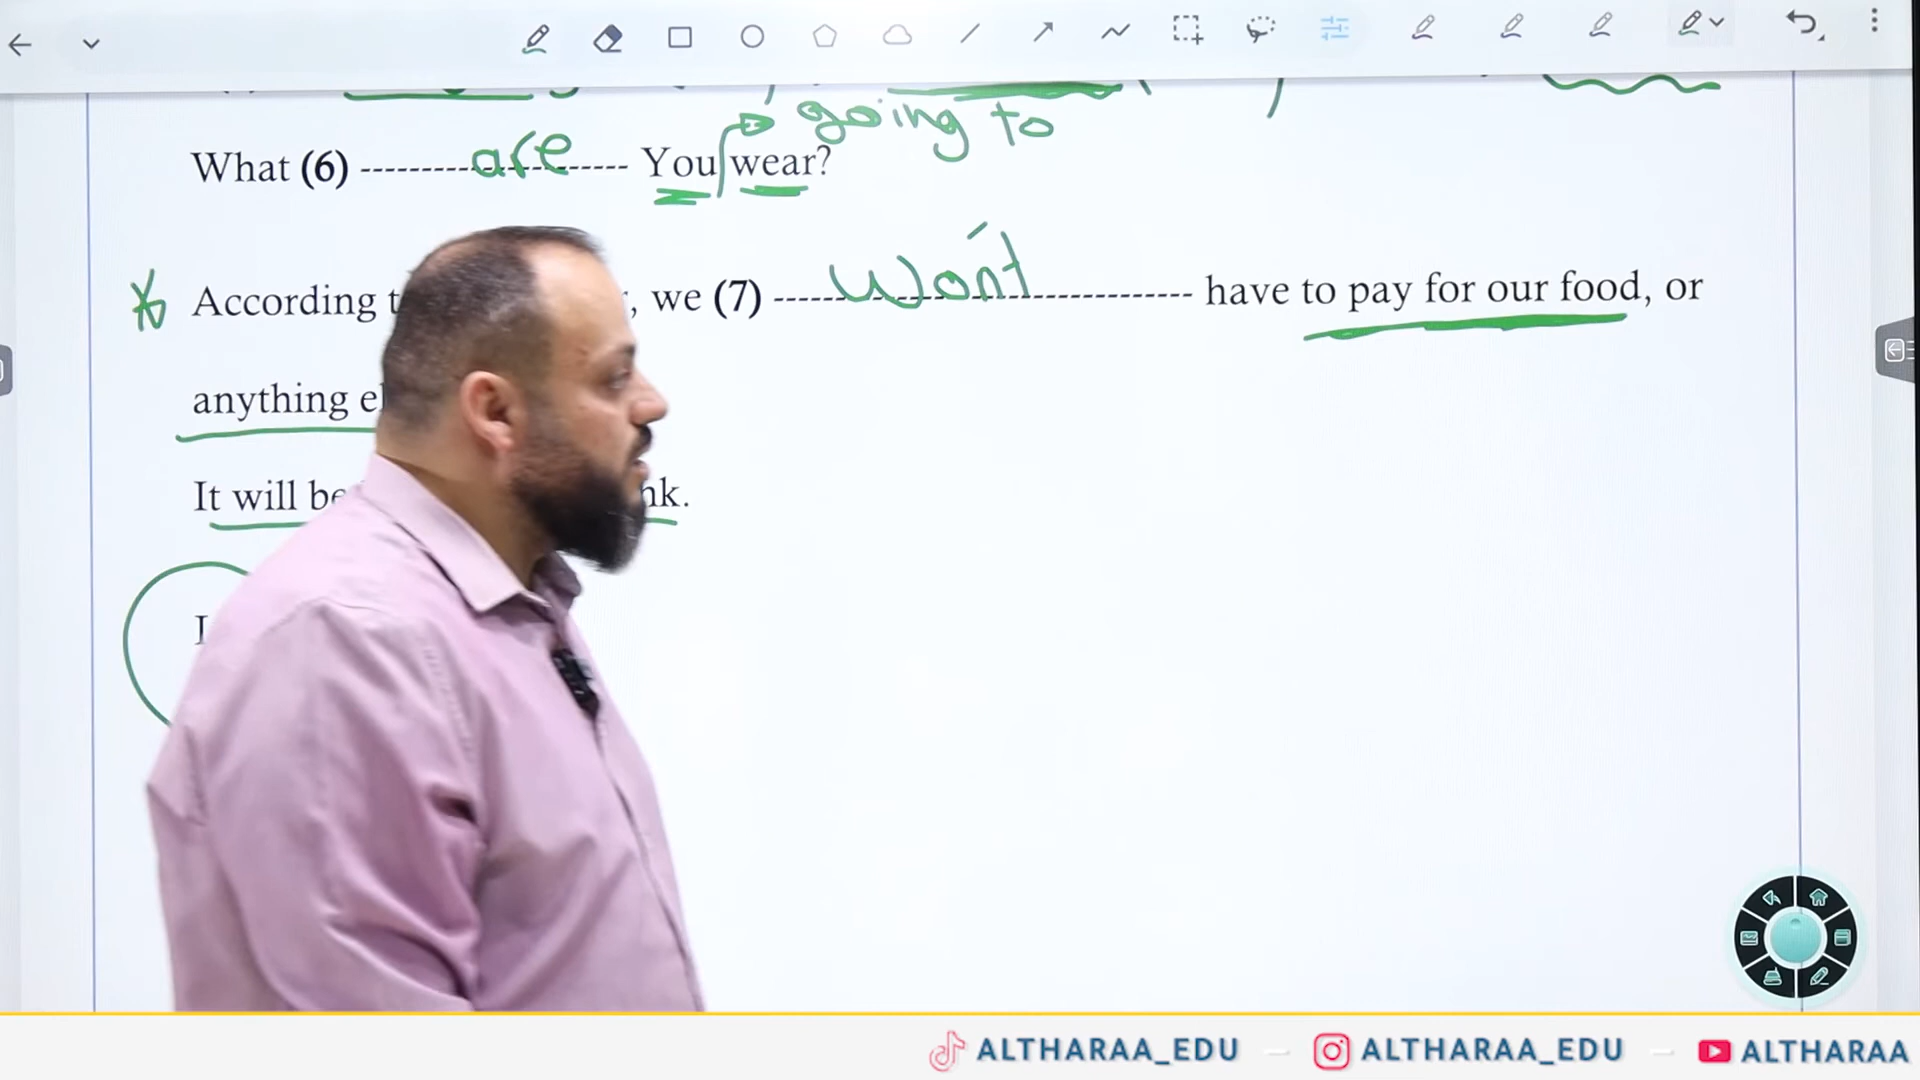 going to
What (6) ---------- are ---------- You wear?
According , we (7) ----- won't ---------- have to pay for our food, or
anything
It will be
I
ALTHARAA_EDU — ALTHARAA_EDU — ALTHARAA